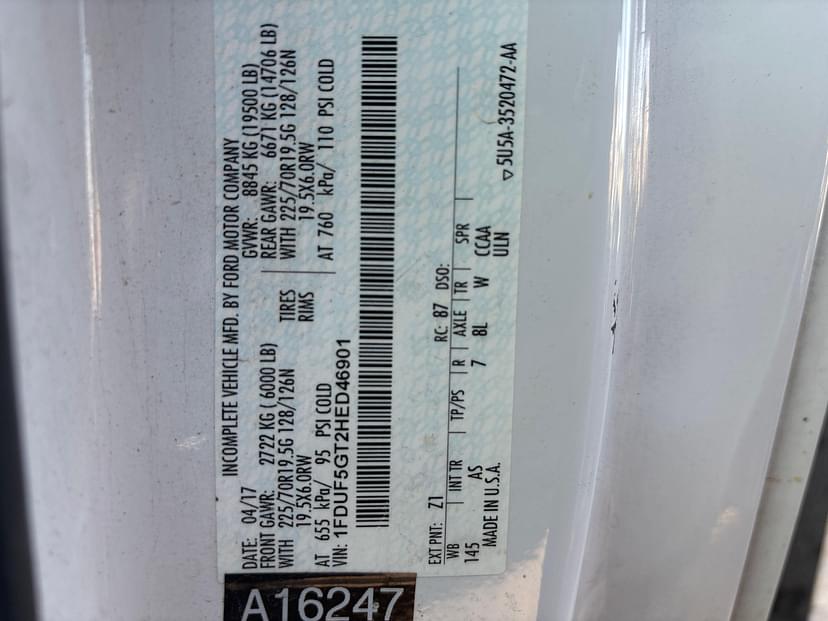 INCOMPLETE VEHICLE MFD. BY FORD MOTOR COMPANY
DATE: 04/17 GVWR: 8845 KG (19500 LB)
FRONT GAWR: 2722 KG ( 6000 LB) REAR GAWR: 6671 KG (14706 LB)
WITH 225/70R19.5G 128/126N TIRES WITH 225/70R19.5G 128/126N
19.5X6.0RW RIMS 19.5X6.0RW
AT 655 kPa/ 95 PSI COLD AT 760 kPa/ 110 PSI COLD
VIN: 1FDUF5GT2HED46901
EXT PNT: Z1 RC: 87 DSO:
WB INT TR TP/PS R AXLE TR SPR
145 AS 7 8L W CCAA
MADE IN U.S.A. ULN
▽5U5A-3520472-AA
A16247